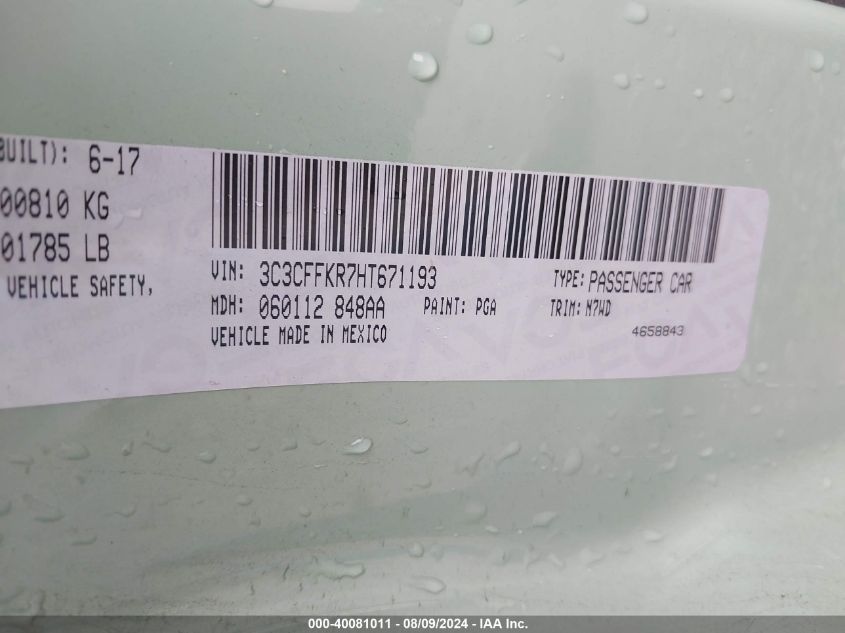 BUILT): 6-17
00810 KG
01785 LB
VEHICLE SAFETY,
VIN: 3C3CFFKR7HT671193
TYPE: PASSENGER CAR
MDH: 060112 848AA
PAINT: PGA
TRIM: N7WD
VEHICLE MADE IN MEXICO
4658843
000-40081011 - 08/09/2024 - IAA Inc.